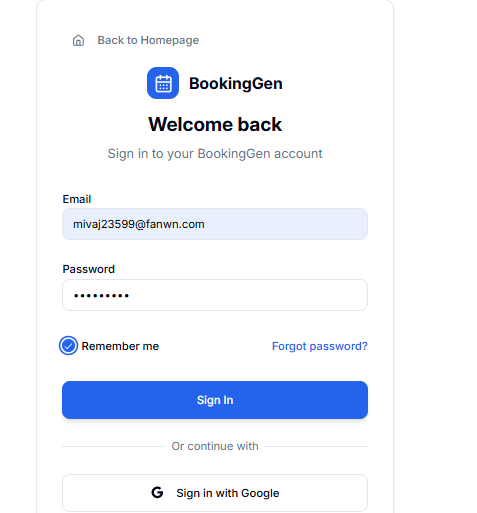 Back to Homepage
BookingGen
Welcome back
Sign in to your BookingGen account
Email
mivaj23599@fanwn.com
Password
•••••••••
Remember me
Forgot password?
Sign In
Or continue with
G Sign in with Google